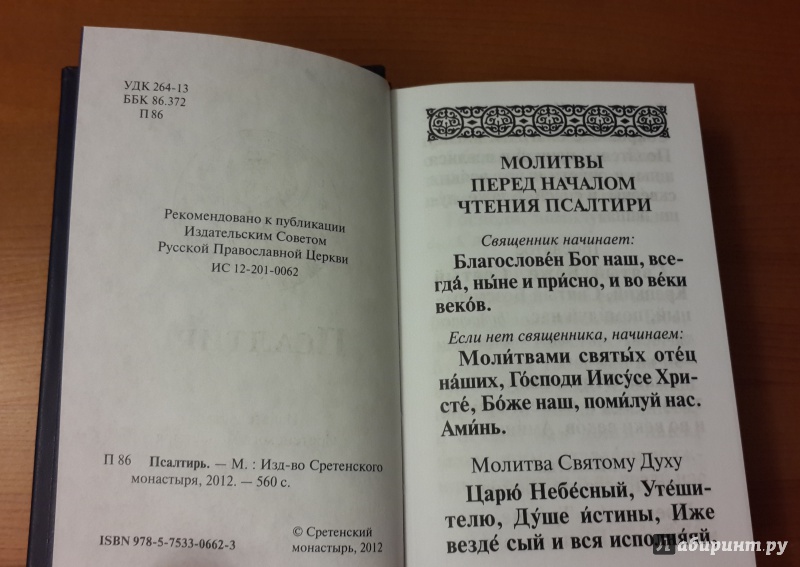 УДК 264-13
ББК 86.372
П 86
Рекомендовано к публикации
Издательским Советом
Русской Православной Церкви
ИС 12-201-0062
П 86 Псалтирь. — М. : Изд-во Сретенского
монастыря, 2012. — 560 с.
ISBN 978-5-7533-0662-3
© Сретенский
монастырь, 2012
МОЛИТВЫ
ПЕРЕД НАЧАЛОМ
ЧТЕНИЯ ПСАЛТИРИ
Священник начинает:
Благослове́н Бог наш, все-
гда́, ны́не и при́сно, и во ве́ки
веко́в.
Если нет священника, начинаем:
Моли́твами святы́х оте́ц
на́ших, Го́споди Иису́се Хри-
сте́, Бо́же наш, поми́луй нас.
Ами́нь.
Молитва Святому Духу
Царю́ Небе́сный, Уте́ши-
телю, Ду́ше и́стины, Иже
везде́ сый и вся исполня́яй,
Лабиринт.ру